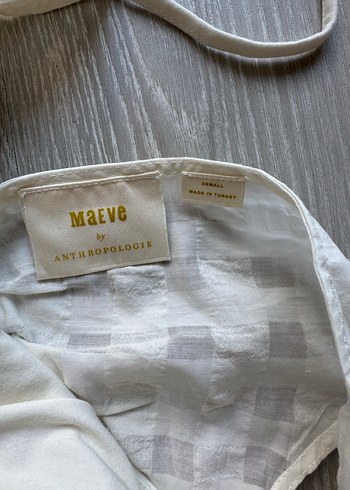 MaEVe
by
ANTHROPOLOGIE
XSMALL
MADE IN TURKEY